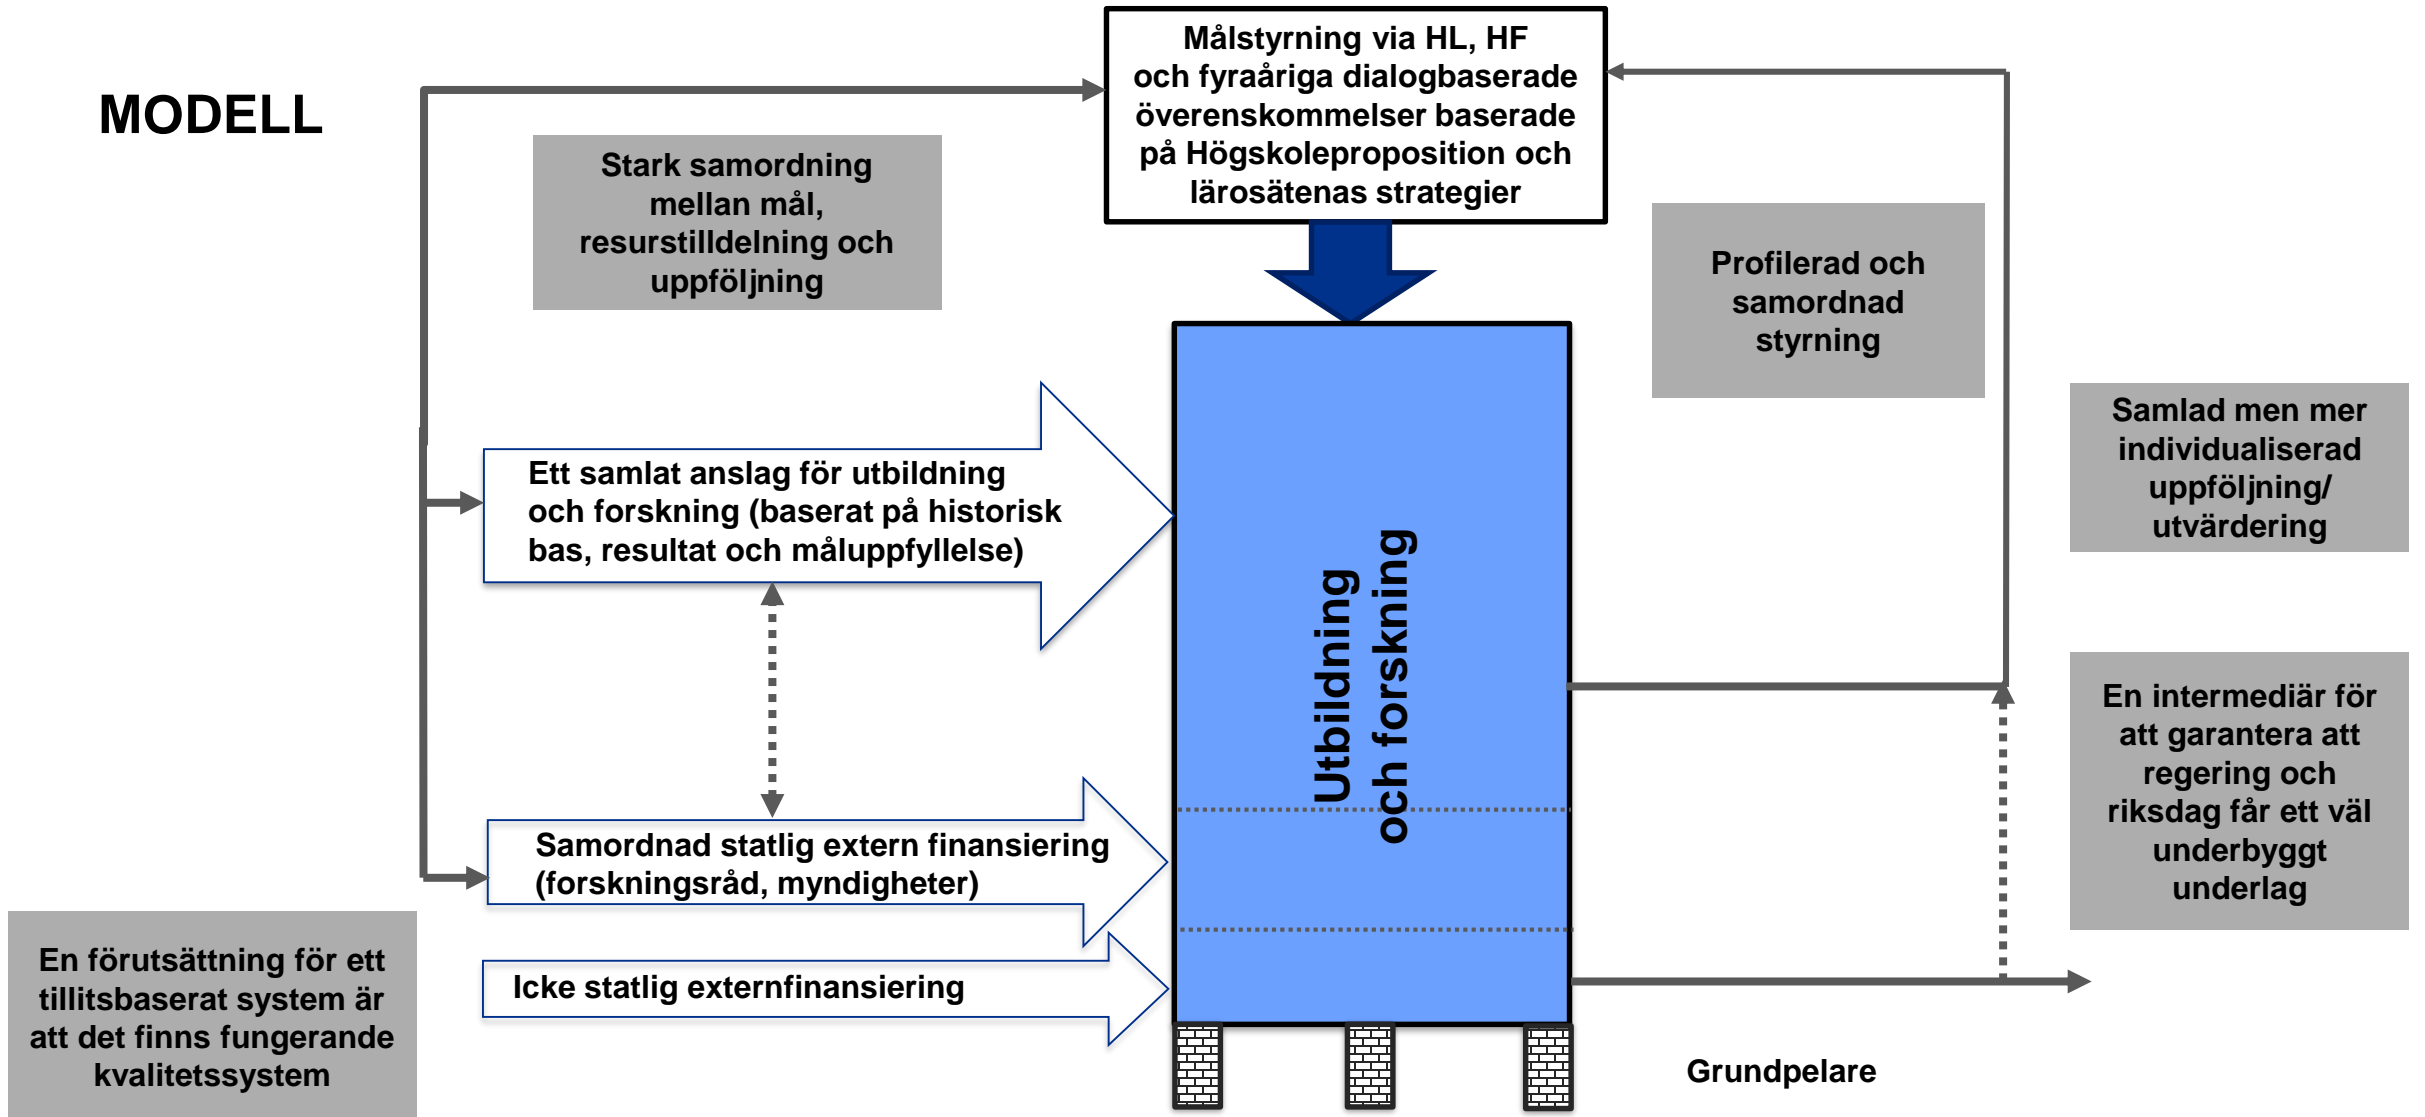 MODELL
Målstyrning via HL, HF
och fyraåriga dialogbaserade
överenskommelser baserade
på Högskoleproposition och
lärosätenas strategier
Stark samordning
mellan mål,
resurstilldelning och
uppföljning
Profilerad och
samordnad
styrning
Samlad men mer
individualiserad
uppföljning/
utvärdering
Ett samlat anslag för utbildning
och forskning (baserat på historisk
bas, resultat och måluppfyllelse)
Utbildning
och forskning
En intermediär för
att garantera att
regering och
riksdag får ett väl
underbyggt
underlag
Samordnad statlig extern finansiering
(forskningsråd, myndigheter)
En förutsättning för ett
tillitsbaserat system är
att det finns fungerande
kvalitetssystem
Icke statlig externfinansiering
Grundpelare